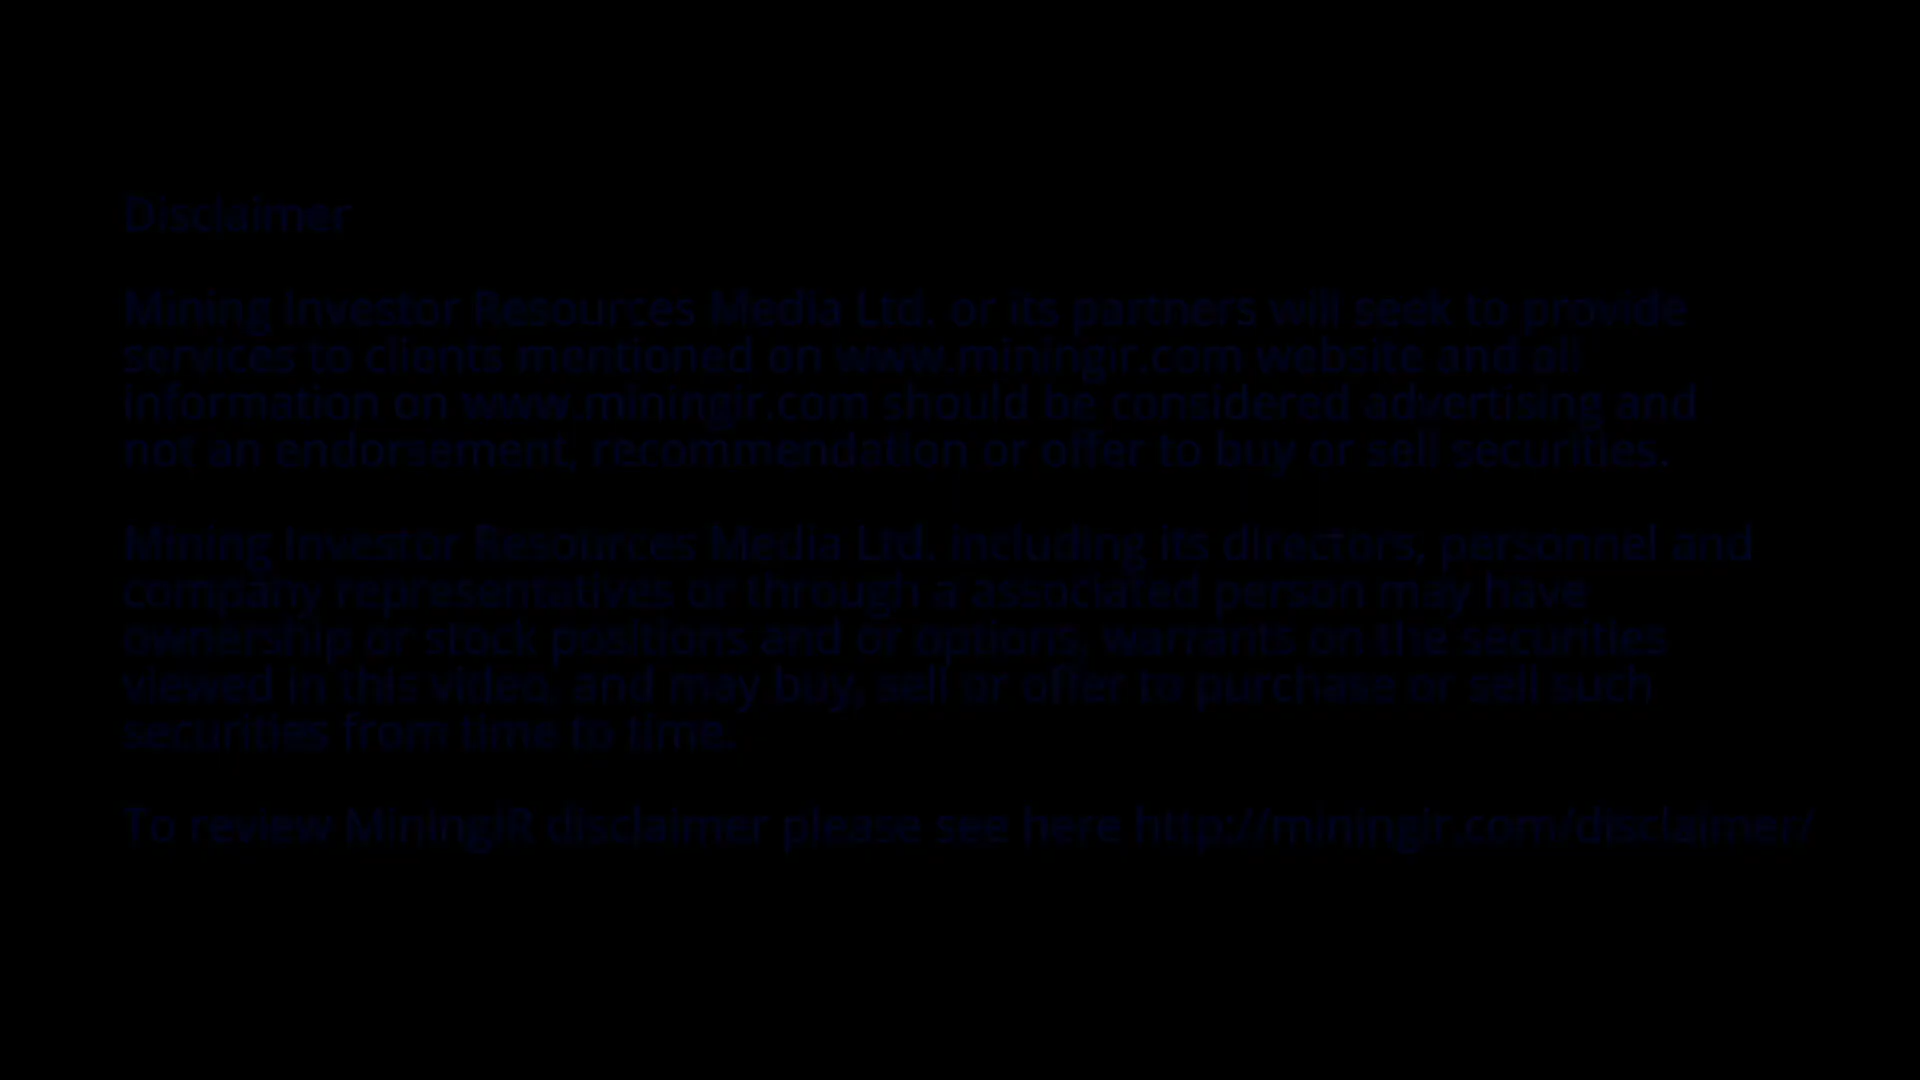 Disclaimer
Mining Investor Resources Media Ltd. or its partners will seek to provide
services to clients mentioned on www.miningir.com website and all
information on www.miningir.com should be considered advertising and
not an endorsement, recommendation or offer to buy or sell securities.
Mining Investor Resources Media Ltd. including its directors, personnel and
company representatives or through a associated person may have
ownership or stock positions and or options, warrants on the securities
viewed in this video, and may buy, sell or offer to purchase or sell such
securities from time to time.
To review MiningIR disclaimer please see here http://miningir.com/disclaimer/